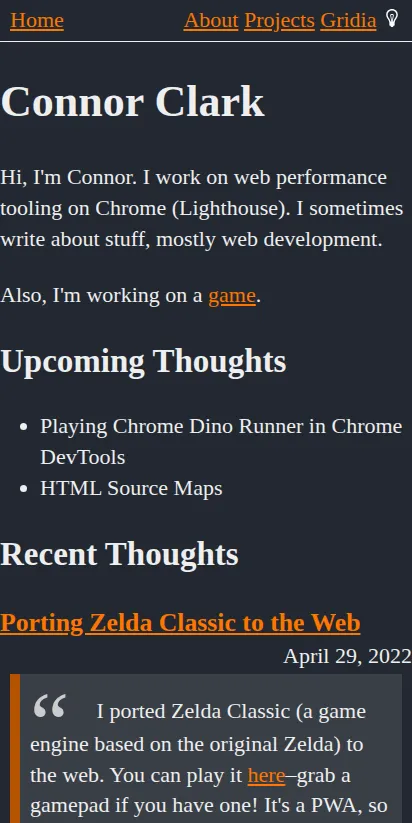 Home About Projects Gridia
Connor Clark
Hi, I'm Connor. I work on web performance
tooling on Chrome (Lighthouse). I sometimes
write about stuff, mostly web development.
Also, I'm working on a game.
Upcoming Thoughts
• Playing Chrome Dino Runner in Chrome
DevTools
• HTML Source Maps
Recent Thoughts
Porting Zelda Classic to the Web
April 29, 2022
“ I ported Zelda Classic (a game
engine based on the original Zelda) to
the web. You can play it here–grab a
gamepad if you have one! It's a PWA, so